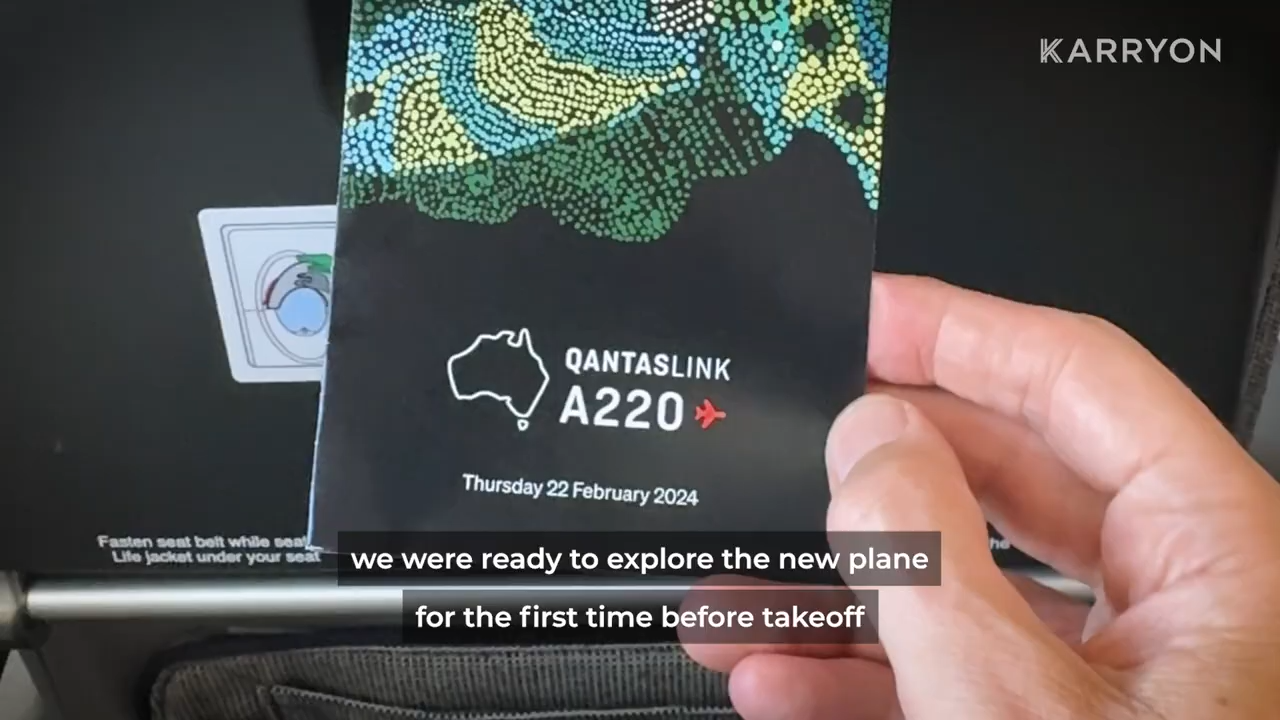 KARRYON
QANTASLINK
A220
Thursday 22 February 2024
Fasten seat belt while seat
Life jacket under your seat
we were ready to explore the new plane
for the first time before takeoff